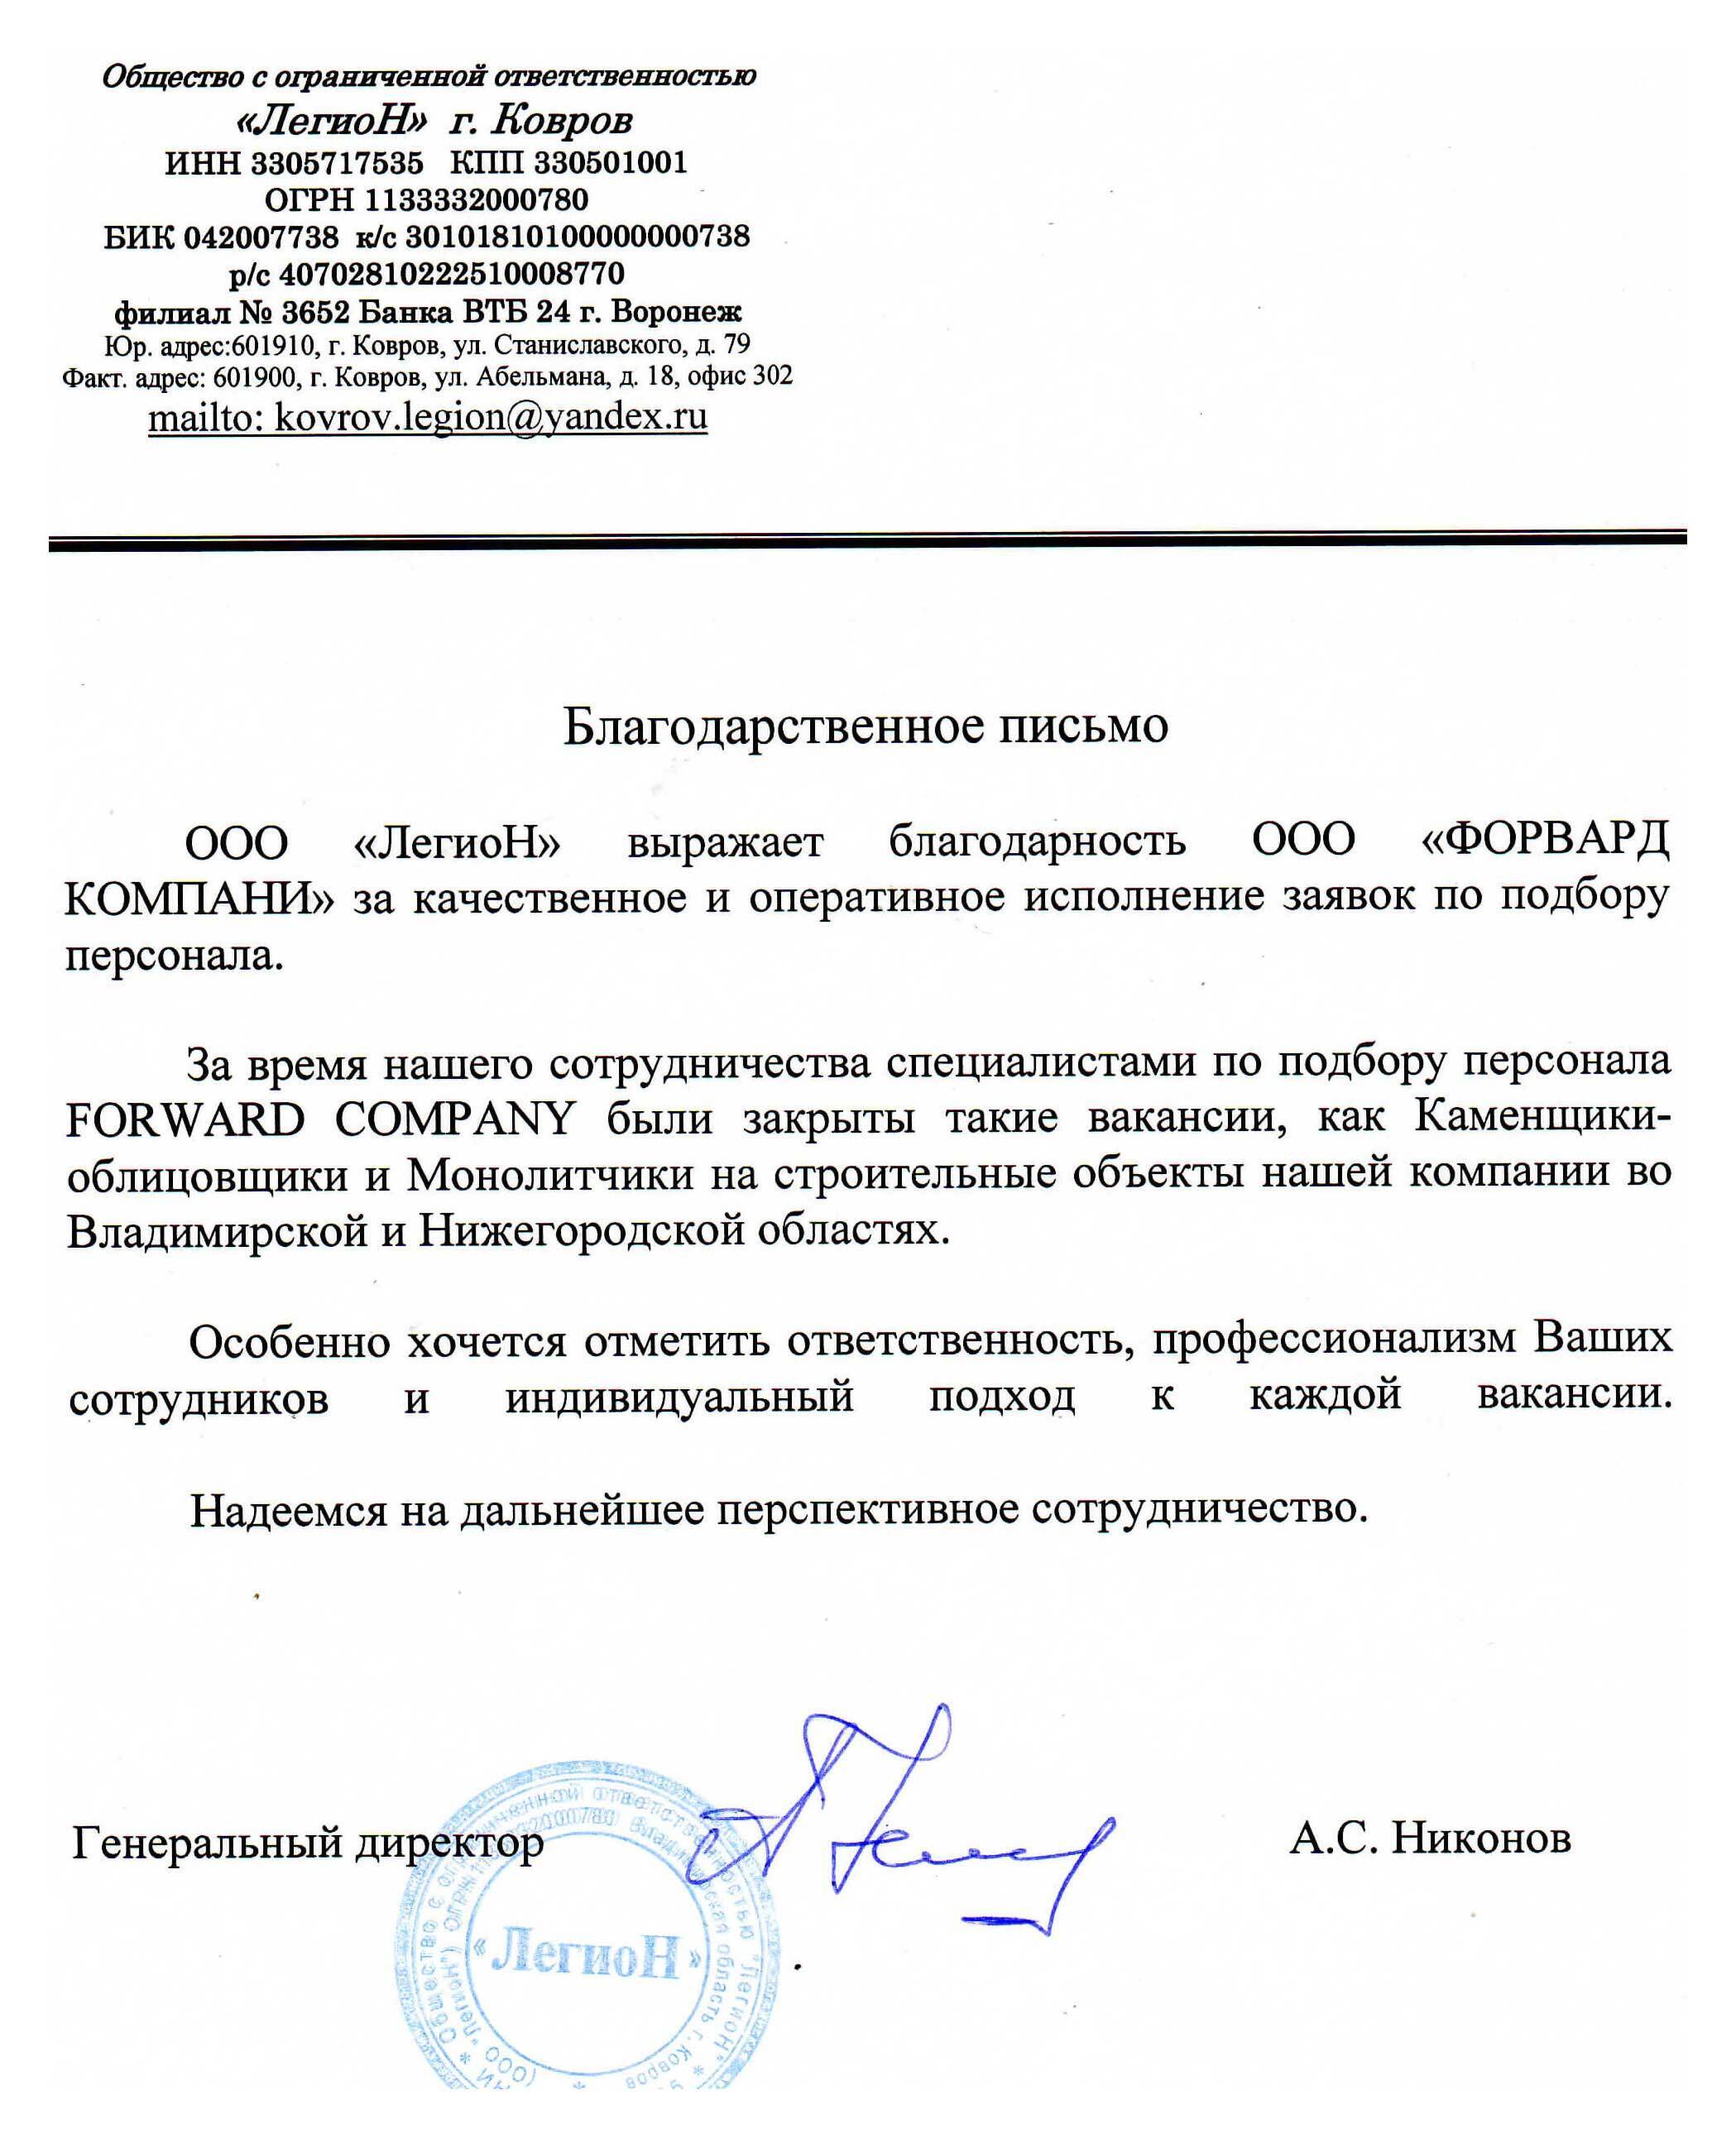 Общество с ограниченной ответственностью
«ЛегиоН» г. Ковров
ИНН 3305717535 КПП 330501001
ОГРН 1133332000780
БИК 042007738 к/с 30101810100000000738
р/с 40702810222510008770
филиал № 3652 Банка ВТБ 24 г. Воронеж
Юр. адрес:601910, г. Ковров, ул. Станиславского, д. 79
Факт. адрес: 601900, г. Ковров, ул. Абельмана, д. 18, офис 302
mailto: kovrov.legion@yandex.ru
Благодарственное письмо
ООО «ЛегиоН» выражает благодарность ООО «ФОРВАРД
КОМПАНИ» за качественное и оперативное исполнение заявок по подбору
персонала.
За время нашего сотрудничества специалистами по подбору персонала
FORWARD COMPANY были закрыты такие вакансии, как Каменщики-
облицовщики и Монолитчики на строительные объекты нашей компании во
Владимирской и Нижегородской областях.
Особенно хочется отметить ответственность, профессионализм Ваших
сотрудников и индивидуальный подход к каждой вакансии.
Надеемся на дальнейшее перспективное сотрудничество.
Генеральный директор А.С. Никонов
Общество с ограниченной ответственностью "ЛегиоН"
(ООО "ЛегиоН") ОГРН 1133332000780 Владимирская область г. Ковров
«ЛегиоН»